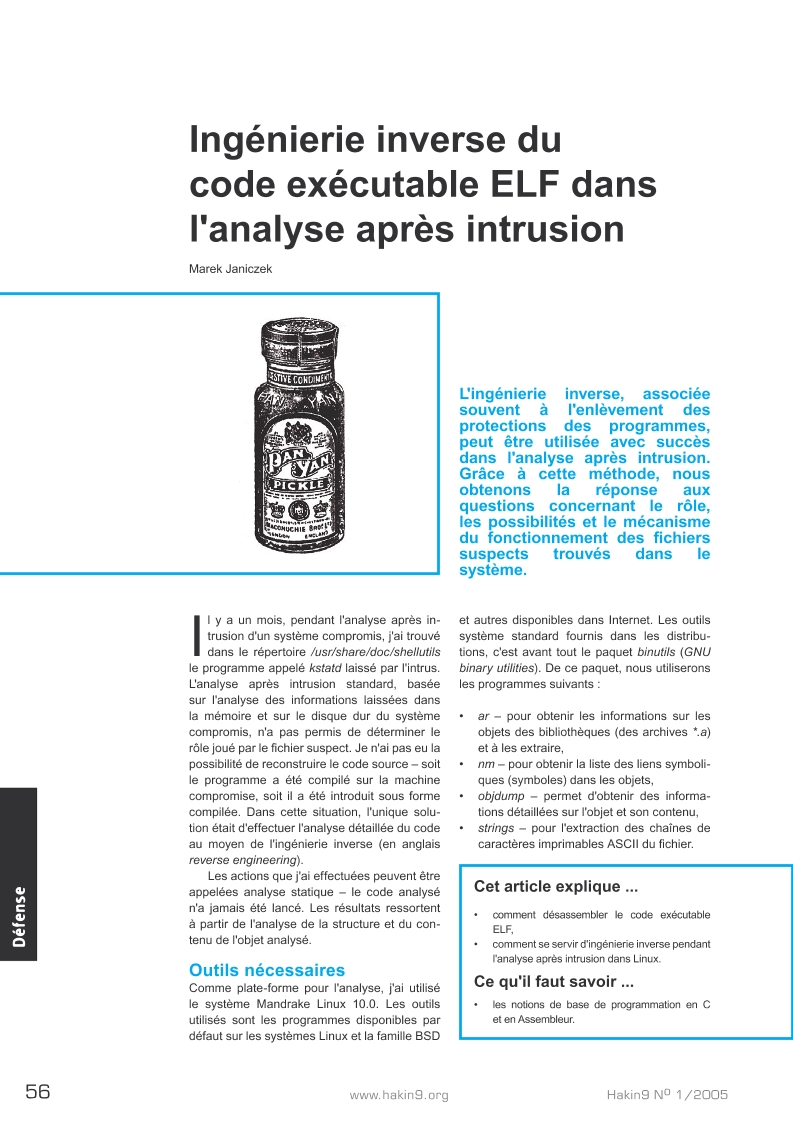 Ingénierie inverse du
code exécutable ELF dans
l'analyse après intrusion
Marek Janiczek
PAN YAN
PAN YAN
PICKLE
MACONUCHIE BROS
LONDON ENGLAND
L'ingénierie inverse, associée
souvent à l'enlèvement des
protections des programmes,
peut être utilisée avec succès
dans l'analyse après intrusion.
Grâce à cette méthode, nous
obtenons la réponse aux
questions concernant le rôle,
les possibilités et le mécanisme
du fonctionnement des fichiers
suspects trouvés dans le
système.
Il y a un mois, pendant l'analyse après in-
trusion d'un système compromis, j'ai trouvé
dans le répertoire /usr/share/doc/shellutils
le programme appelé kstatd laissé par l'intrus.
L'analyse après intrusion standard, basée
sur l'analyse des informations laissées dans
la mémoire et sur le disque dur du système
compromis, n'a pas permis de déterminer le
rôle joué par le fichier suspect. Je n'ai pas eu la
possibilité de reconstruire le code source – soit
le programme a été compilé sur la machine
compromise, soit il a été introduit sous forme
compilée. Dans cette situation, l'unique solu-
tion était d'effectuer l'analyse détaillée du code
au moyen de l'ingénierie inverse (en anglais
reverse engineering).
Les actions que j'ai effectuées peuvent être
appelées analyse statique – le code analysé
n'a jamais été lancé. Les résultats ressortent
à partir de l'analyse de la structure et du con-
tenu de l'objet analysé.
Outils nécessaires
Comme plate-forme pour l'analyse, j'ai utilisé
le système Mandrake Linux 10.0. Les outils
utilisés sont les programmes disponibles par
défaut sur les systèmes Linux et la famille BSD
et autres disponibles dans Internet. Les outils
système standard fournis dans les distribu-
tions, c'est avant tout le paquet binutils (GNU
binary utilities). De ce paquet, nous utiliserons
les programmes suivants :
• ar – pour obtenir les informations sur les
objets des bibliothèques (des archives *.a)
et à les extraire,
• nm – pour obtenir la liste des liens symboli-
ques (symboles) dans les objets,
• objdump – permet d'obtenir des informa-
tions détaillées sur l'objet et son contenu,
• strings – pour l'extraction des chaînes de
caractères imprimables ASCII du fichier.
Cet article explique ...
• comment désassembler le code exécutable
ELF,
• comment se servir d'ingénierie inverse pendant
l'analyse après intrusion dans Linux.
Ce qu'il faut savoir ...
• les notions de base de programmation en C
et en Assembleur.
Défense
56
www.hakin9.org
Hakin9 Nº 1/2005